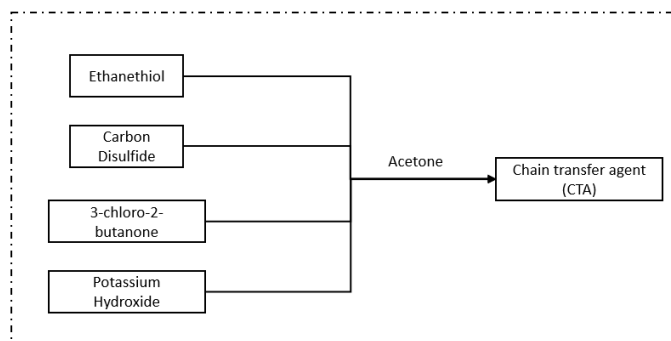 Ethanethiol
Carbon
Disulfide
Acetone
Chain transfer agent
(CTA)
3-chloro-2-
butanone
Potassium
Hydroxide